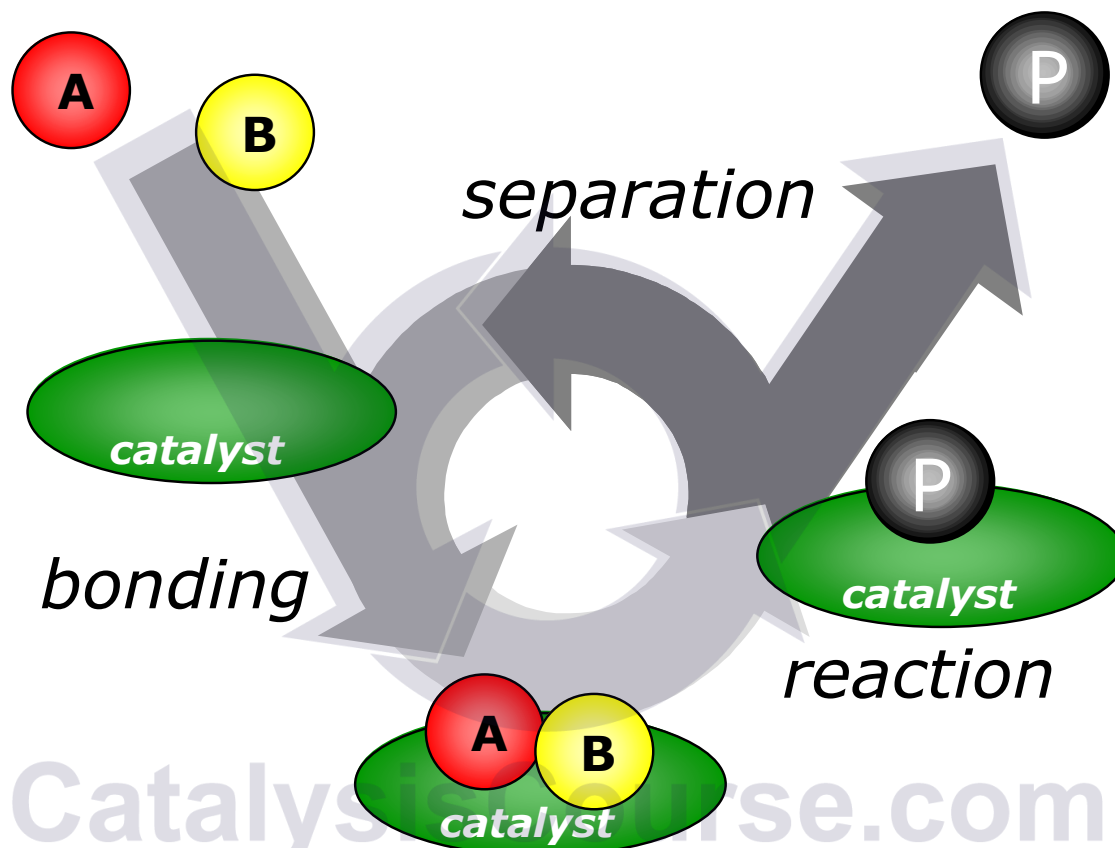 A
B
P
separation
catalyst
P
catalyst
bonding
reaction
A
B
catalyst
CatalysisCourse.com